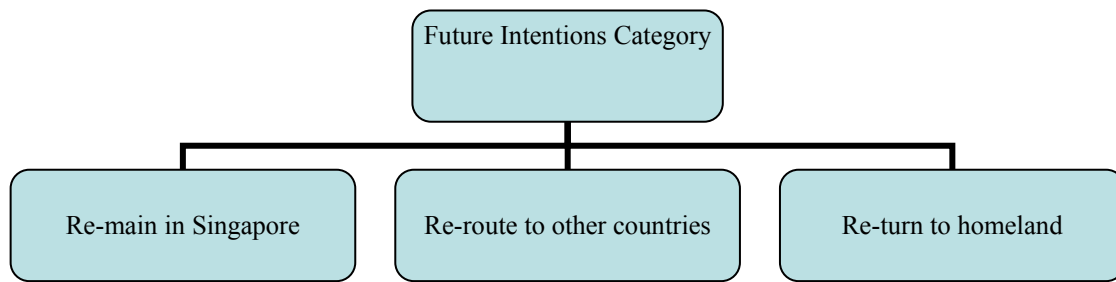 Future Intentions Category
Re-main in Singapore
Re-route to other countries
Re-turn to homeland